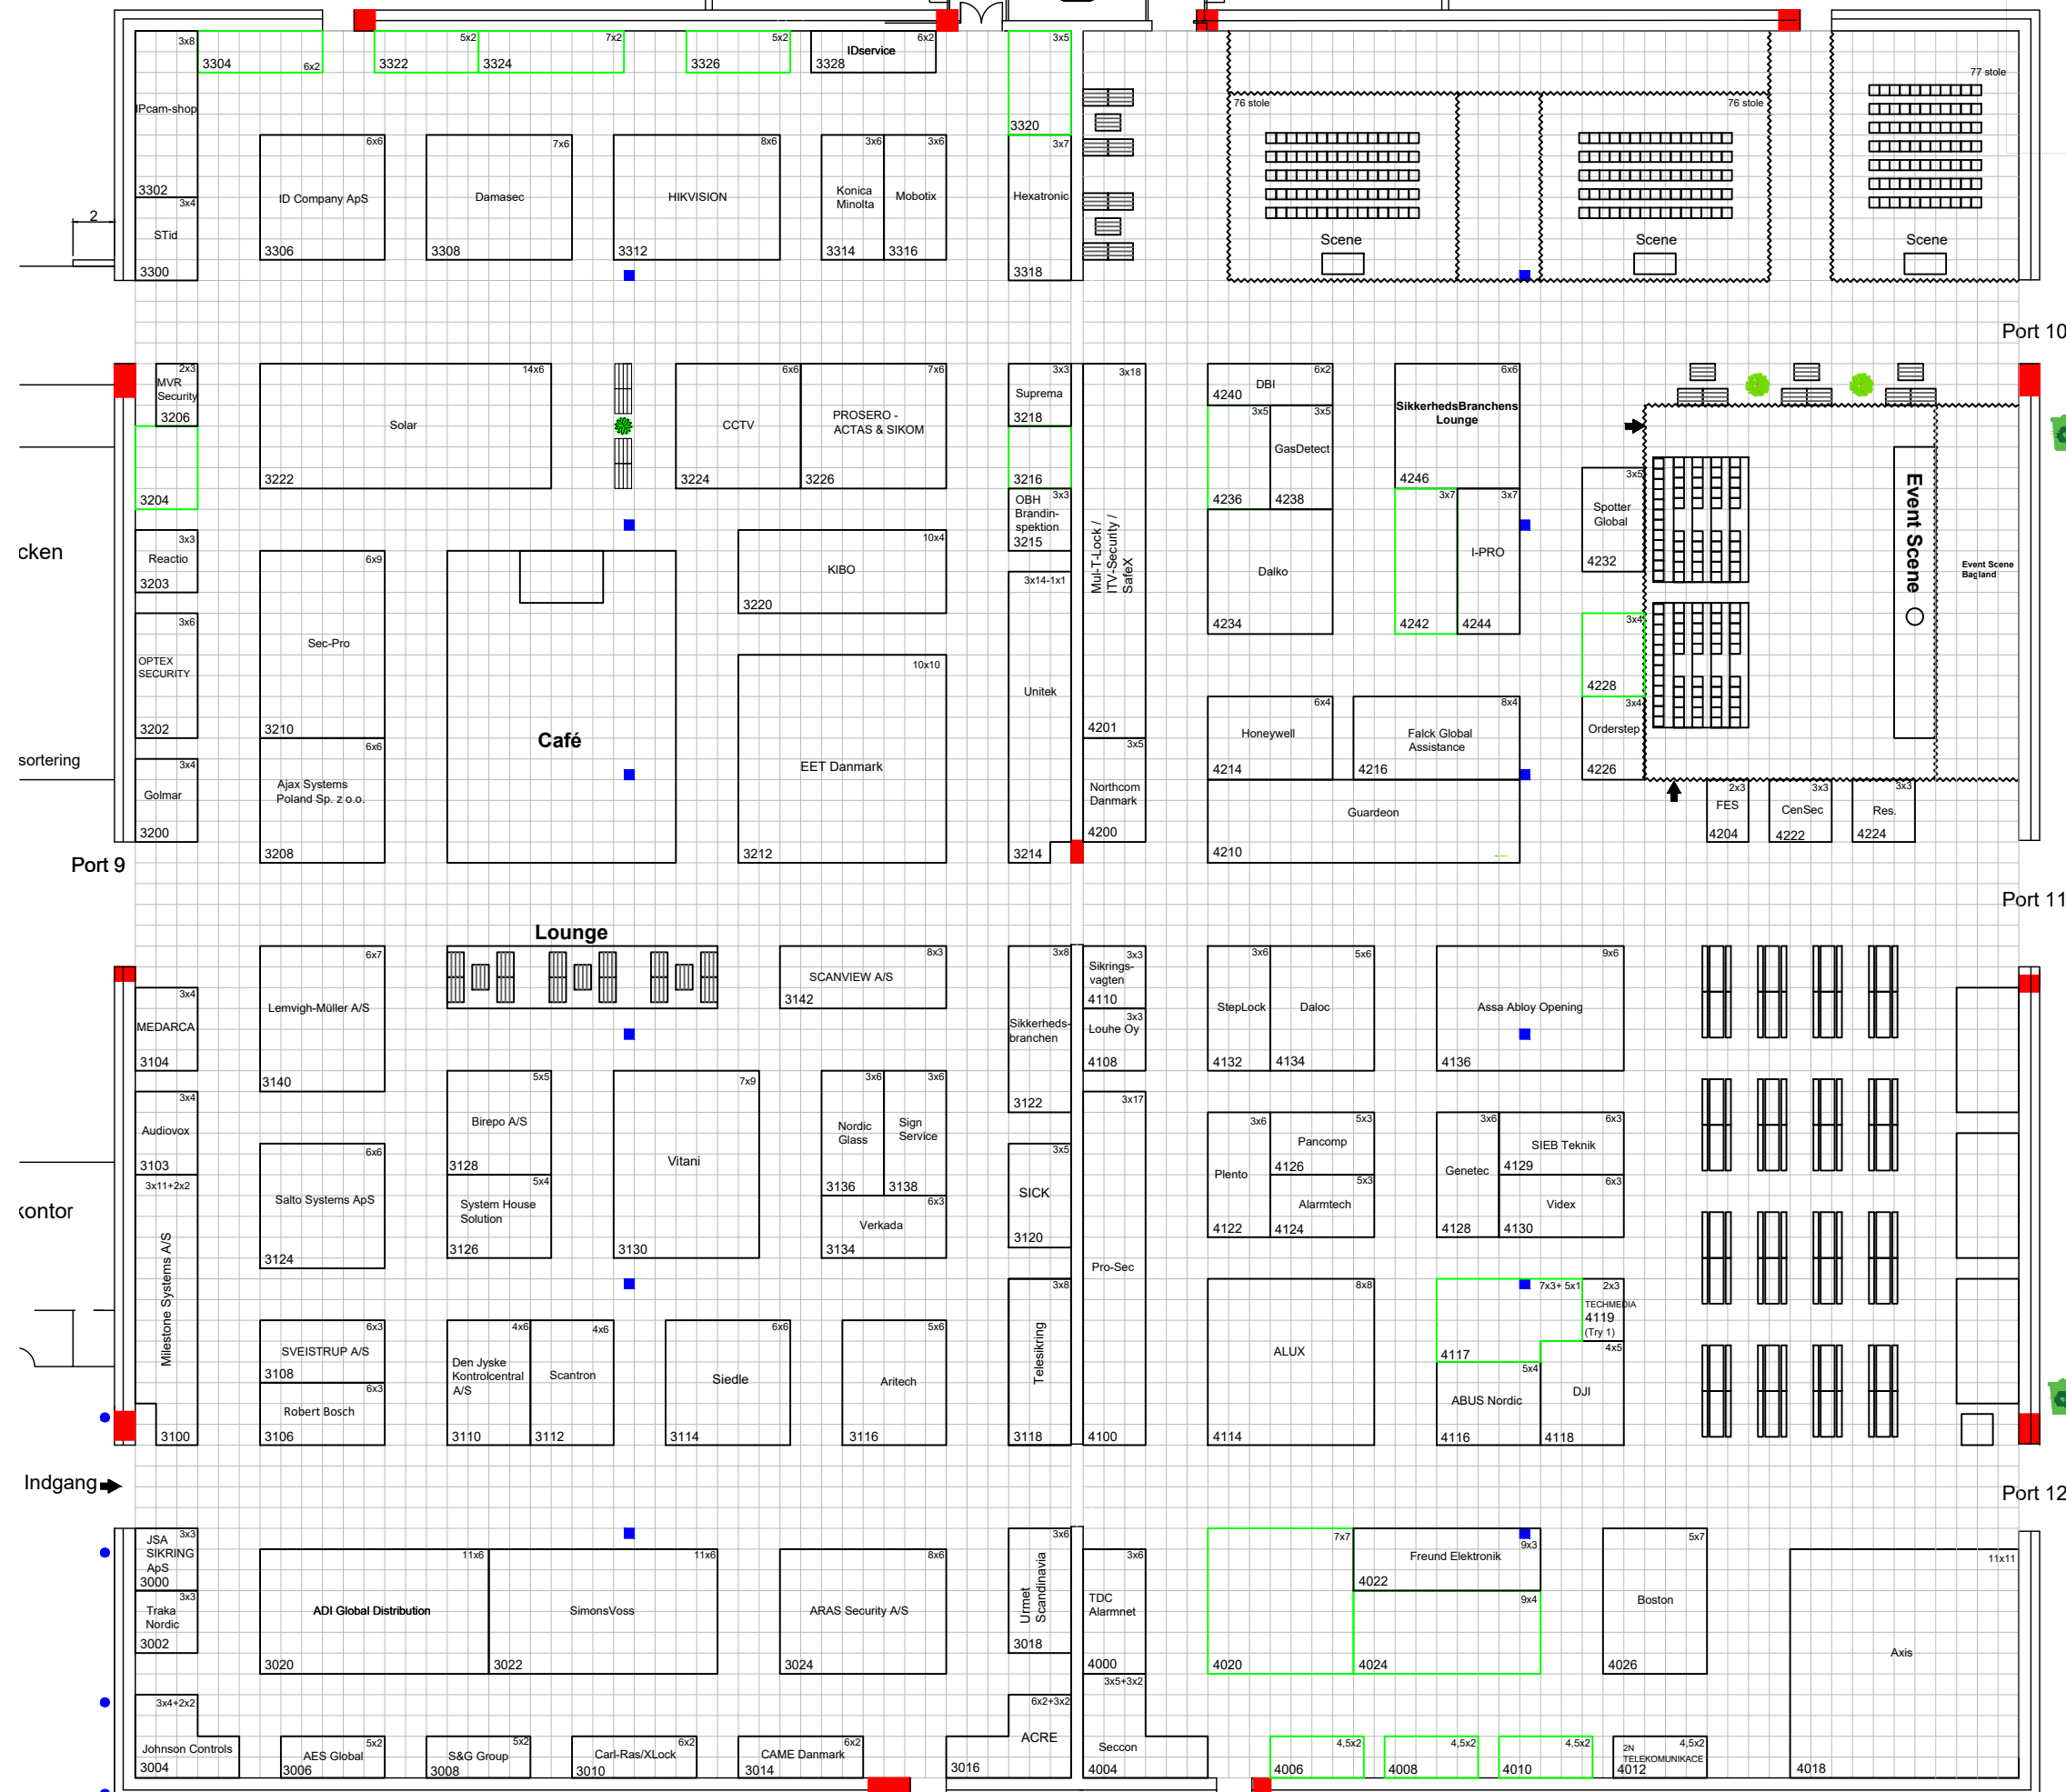 3x8
3304
6x2
5x2
3322
7x2
3324
5x2
3326
6x2
IDservice
3328
3x5
3320
IPcam-shop
3302
3x4
STid
3300
2
6x6
ID Company ApS
3306
7x6
Damasec
3308
8x6
HIKVISION
3312
3x6
Konica
Minolta
3314
3x6
Mobotix
3316
3x7
Hexatronic
3318
76 stole
Scene
76 stole
Scene
77 stole
Scene
Port 10
2x3
MVR
Security
3206
3204
14x6
Solar
3222
6x6
CCTV
3224
7x6
PROSERO -
ACTAS & SIKOM
3226
3x3
Suprema
3218
3216
OBH
3x3
Brandin-
spektion
3215
3x18
Mul-T-Lock /
ITV-Security /
SafeX
4201
6x2
DBI
4240
3x5
4236
3x5
GasDetect
4238
6x6
SikkerhedsBranchens
Lounge
4246
3x7
4242
3x7
I-PRO
4244
Dalko
4234
3x5
Spotter
Global
4232
3x4
4228
3x4
Orderstep
4226
Event Scene
Event Scene
Bagland
cken
3x3
Reactio
3203
6x9
Sec-Pro
3210
10x4
KIBO
3220
3x14-1x1
Unitek
3214
3x6
OPTEX
SECURITY
3202
Café
10x10
EET Danmark
3212
sortering
3x4
Golmar
3200
6x6
Ajax Systems
Poland Sp. z o.o.
3208
3x5
Northcom
Danmark
4200
6x4
Honeywell
4214
8x4
Falck Global
Assistance
4216
Guardeon
4210
2x3
FES
4204
3x3
CenSec
4222
3x3
Res.
4224
Port 9
Port 11
Lounge
6x7
Lemvigh-Müller A/S
3140
8x3
SCANVIEW A/S
3142
3x8
Sikkerheds-
branchen
3122
3x3
Sikrings-
vagten
4110
3x3
Louhe Oy
4108
3x6
StepLock
4132
5x6
Daloc
4134
9x6
Assa Abloy Opening
4136
3x4
MEDARCA
3104
3x4
Audiovox
3103
5x5
Birepo A/S
3128
7x9
Vitani
3130
3x6
Nordic
Glass
3136
3x6
Sign
Service
3138
3x17
Pro-Sec
4100
3x6
Plento
4122
5x3
Pancomp
4126
5x3
Alarmtech
4124
3x6
Genetec
4128
6x3
SIEB Teknik
4129
6x3
Videx
4130
3x11+2x2
Milestone Systems A/S
3100
kontor
6x6
Salto Systems ApS
3124
5x4
System House
Solution
3126
6x3
Verkada
3134
3x5
SICK
3120
3x8
Telesikring
3118
8x8
ALUX
4114
7x3+ 5x1
4117
2x3
TECHMEDIA
4119
(Try 1)
5x4
ABUS Nordic
4116
4x5
DJI
4118
6x3
SVEISTRUP A/S
3108
6x3
Robert Bosch
3106
4x6
Den Jyske
Kontrolcentral
A/S
3110
4x6
Scantron
3112
6x6
Siedle
3114
5x6
Aritech
3116
Indgang
Port 12
JSA
3x3
SIKRING
ApS
3000
3x3
Traka
Nordic
3002
11x6
ADI Global Distribution
3020
11x6
SimonsVoss
3022
8x6
ARAS Security A/S
3024
3x6
Urmet
Scandinavia
3018
3x6
TDC
Alarmnet
4000
7x7
4020
9x3
Freund Elektronik
4022
9x4
4024
5x7
Boston
4026
11x11
Axis
4018
3x4+2x2
Johnson Controls
3004
5x2
AES Global
3006
5x2
S&G Group
3008
6x2
Carl-Ras/XLock
3010
6x2
CAME Danmark
3014
6x2+3x2
ACRE
3016
3x5+3x2
Seccon
4004
4,5x2
4006
4,5x2
4008
4,5x2
4010
4,5x2
2N
TELEKOMUNIKACE
4012